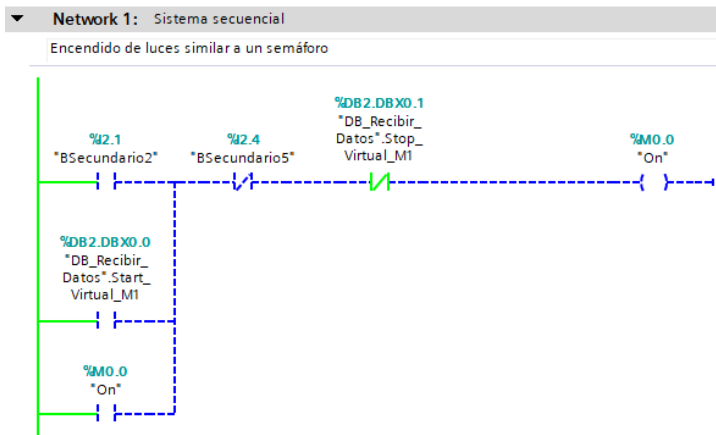 Network 1: Sistema secuencial
Encendido de luces similar a un semáforo
%I2.1
"BSecundario2"
%I2.4
"BSecundario5"
%DB2.DBX0.1
"DB_Recibir_
Datos".Stop_
Virtual_M1
%M0.0
"On"
%DB2.DBX0.0
"DB_Recibir_
Datos".Start_
Virtual_M1
%M0.0
"On"